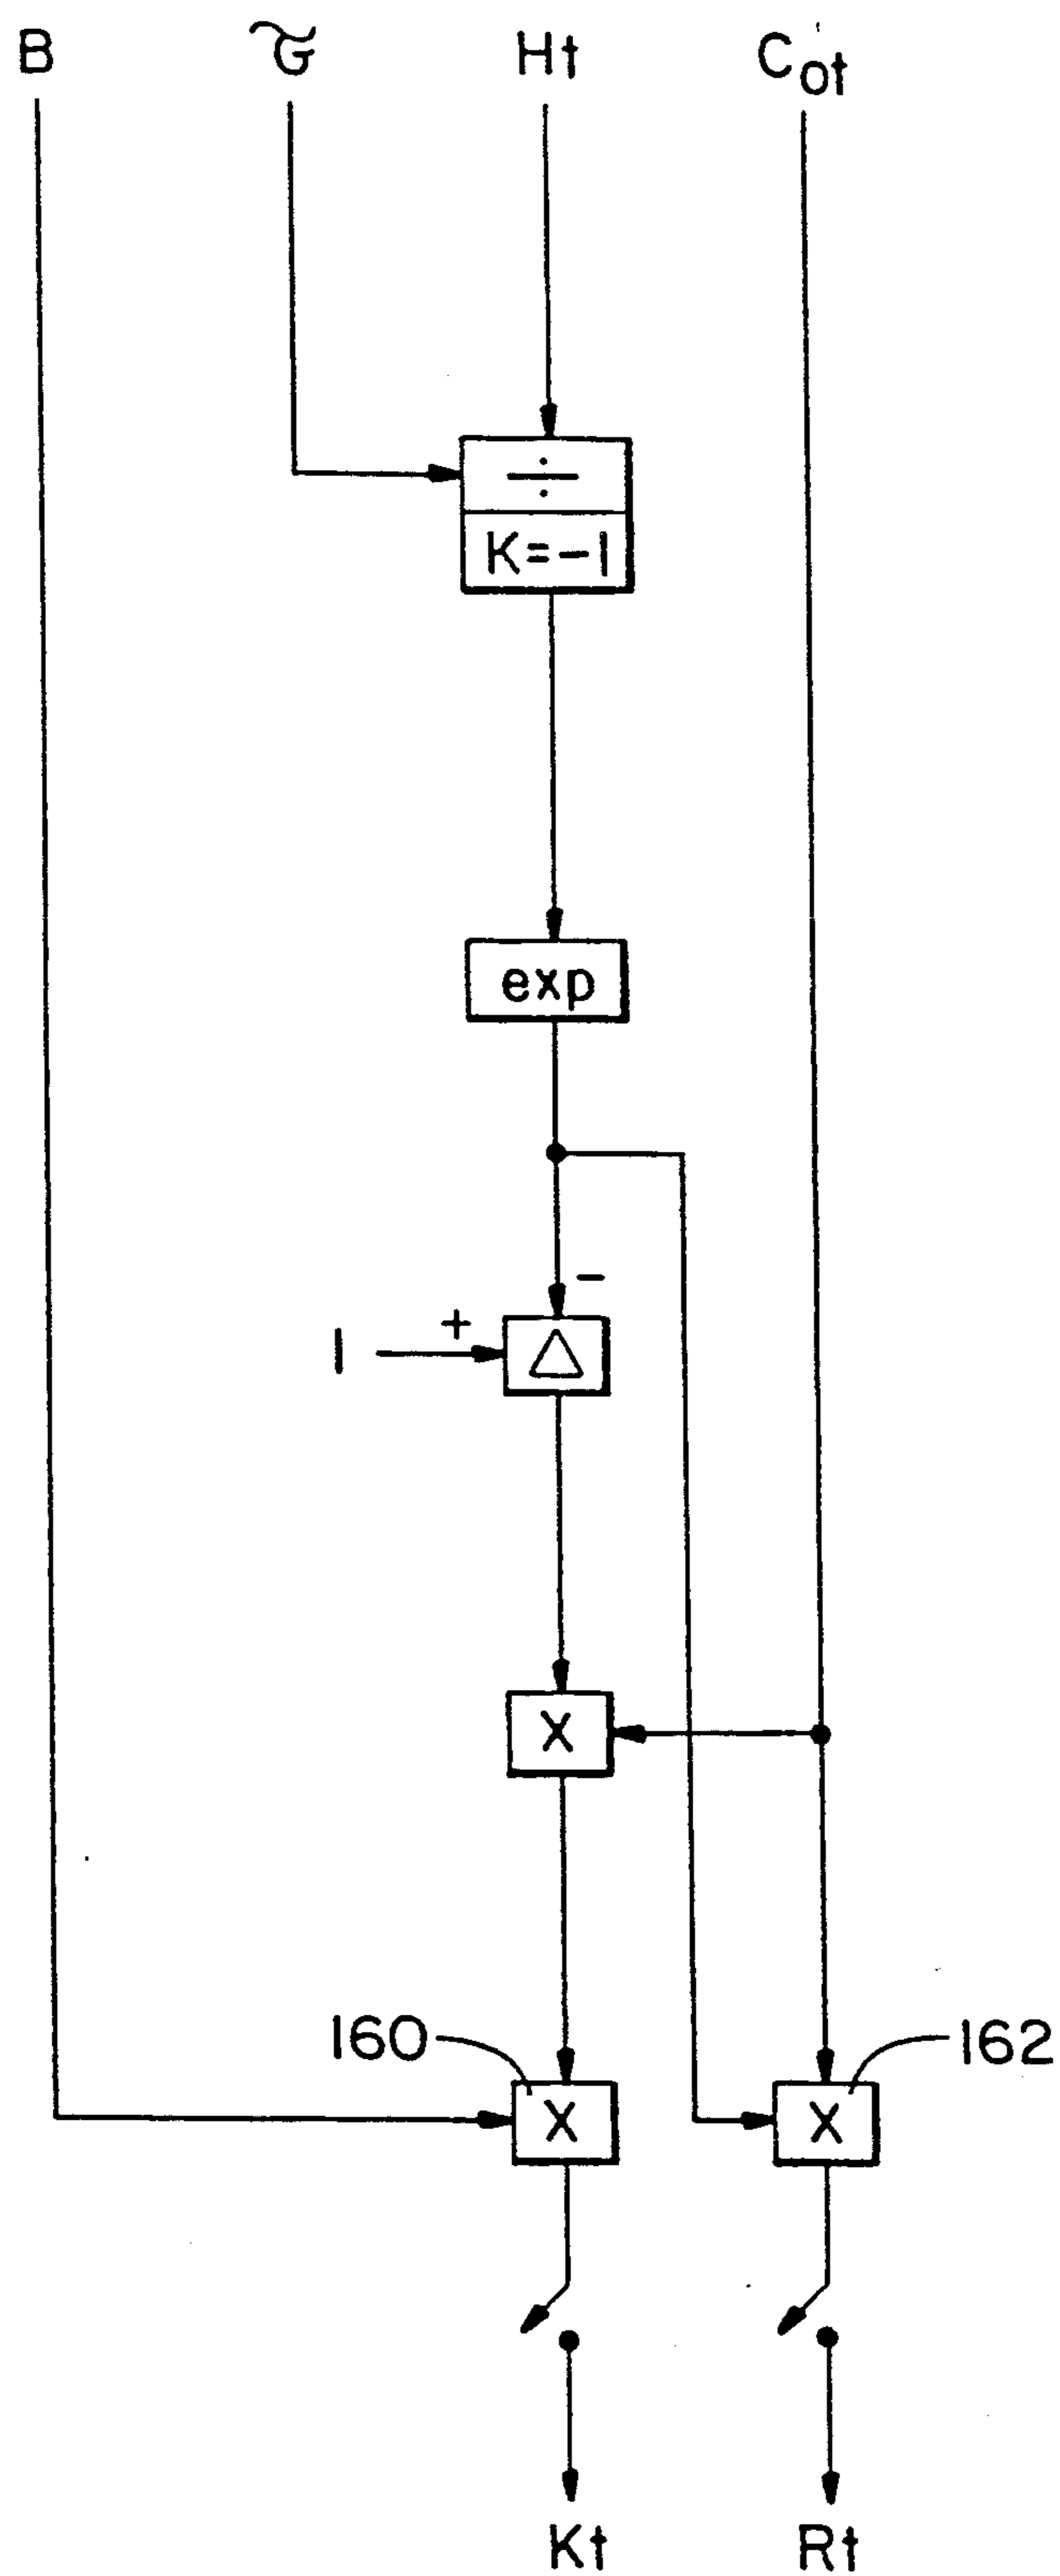 B G̃ Ht Cot
÷
K=-1
exp
-
1 + △
X
160 X X 162
Kt Rt